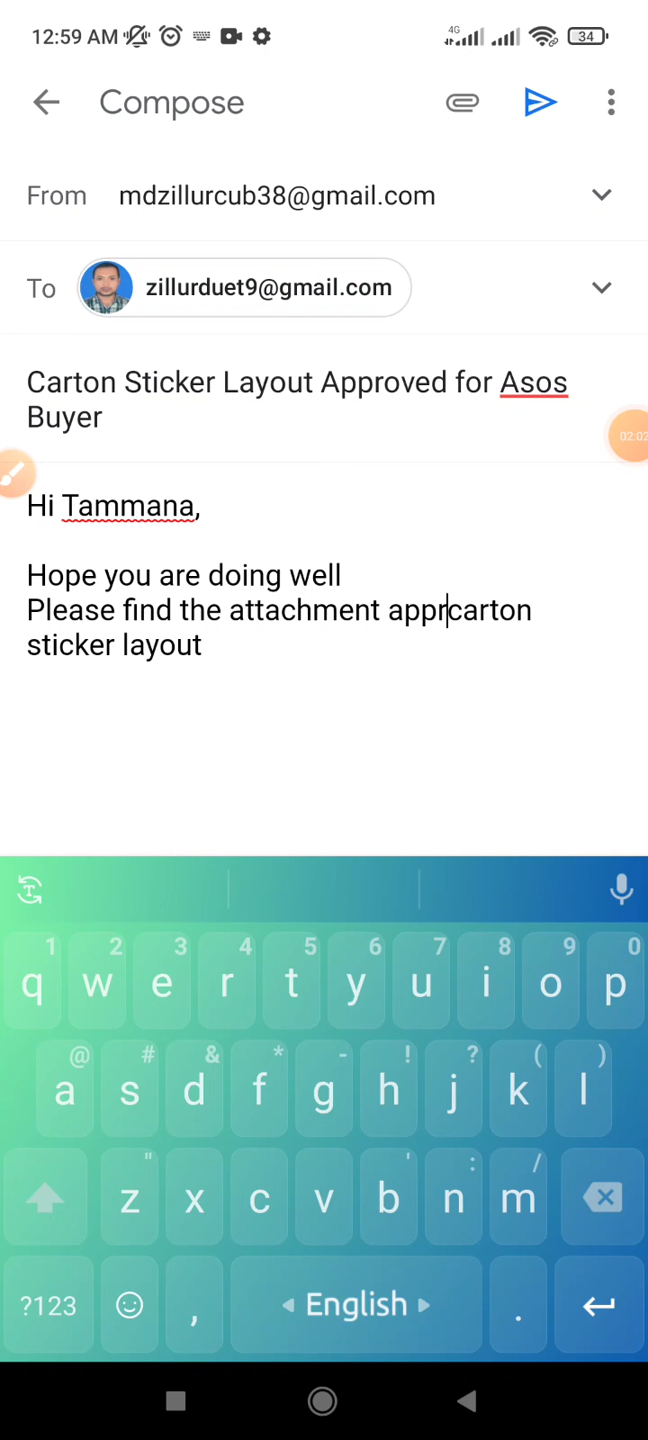 12:59 AM 4G 34
Compose
From mdzillurcub38@gmail.com
To zillurduet9@gmail.com
Carton Sticker Layout Approved for Asos
Buyer
02:02
Hi Tammana,
Hope you are doing well
Please find the attachment apprcarton
sticker layout
1 2 3 4 5 6 7 8 9 0
q w e r t y u i o p
@ # & * - ! ? ( )
a s d f g h j k l
" ' : /
z x c v b n m
?123 , English .